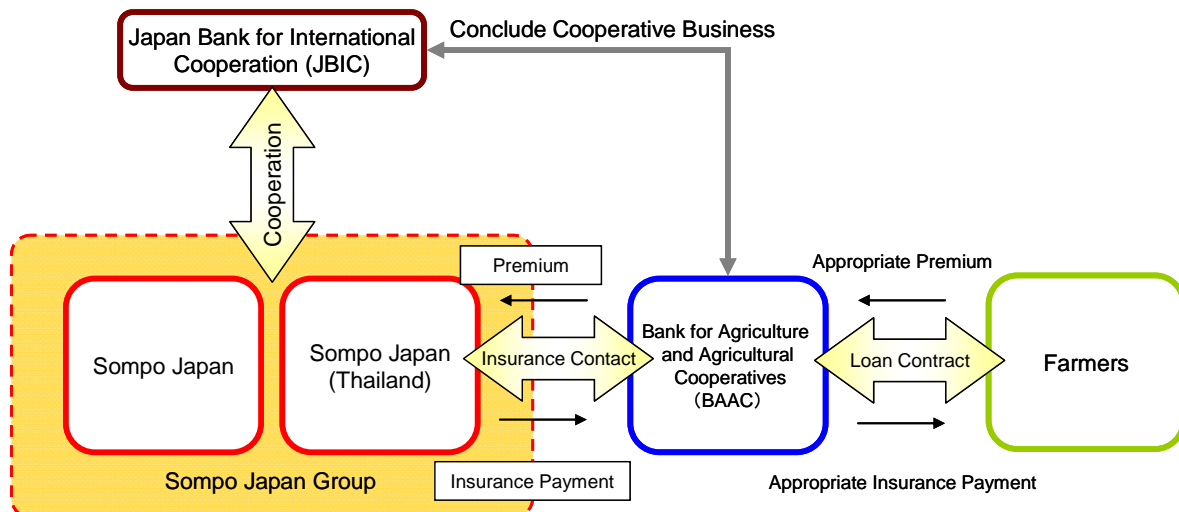 Conclude Cooperative Business
Japan Bank for International
Cooperation (JBIC)
Cooperation
Premium
Appropriate Premium
Sompo Japan
Sompo Japan
(Thailand)
Insurance Contact
Bank for Agriculture
and Agricultural
Cooperatives
(BAAC)
Loan Contract
Farmers
Sompo Japan Group
Insurance Payment
Appropriate Insurance Payment